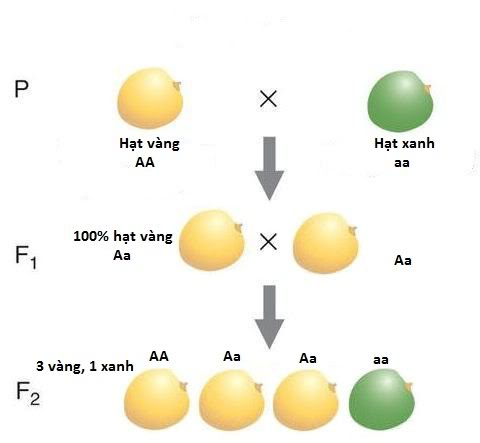 P
×
Hạt vàng
AA
Hạt xanh
aa
F₁
100% hạt vàng
Aa
×
Aa
F₂
3 vàng, 1 xanh
AA
Aa
Aa
aa